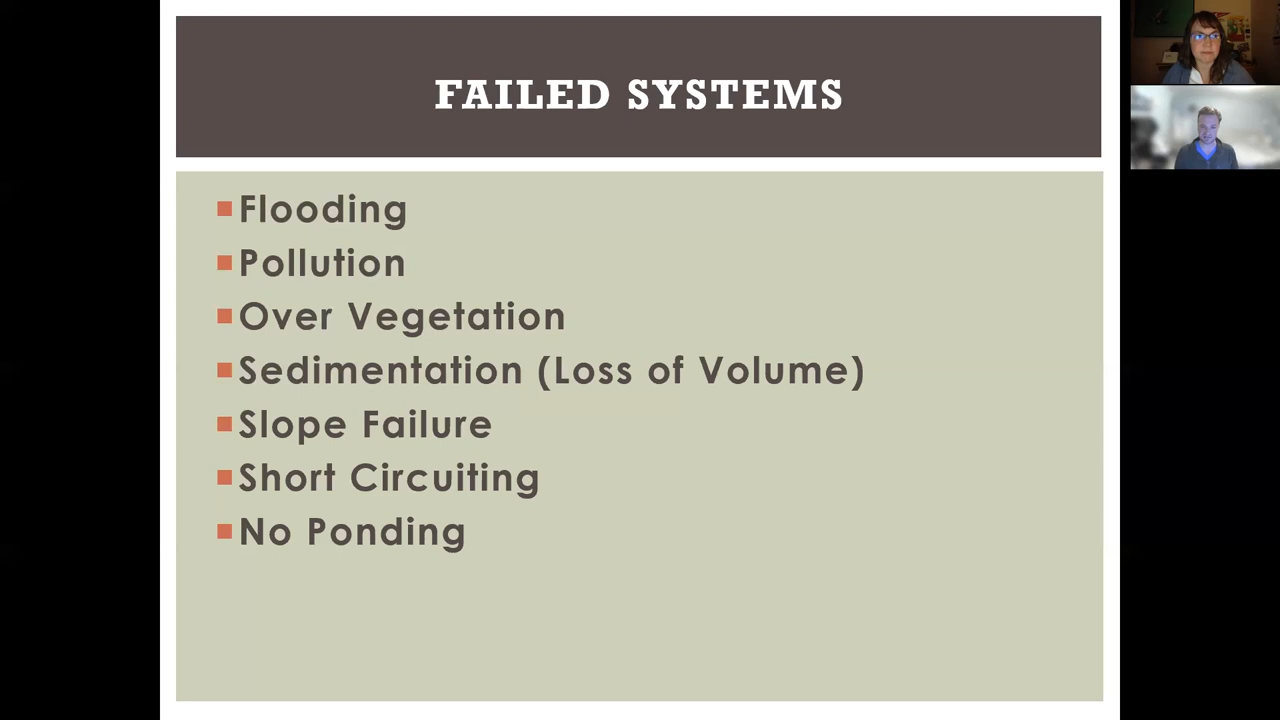 FAILED SYSTEMS
Flooding
Pollution
Over Vegetation
Sedimentation (Loss of Volume)
Slope Failure
Short Circuiting
No Ponding